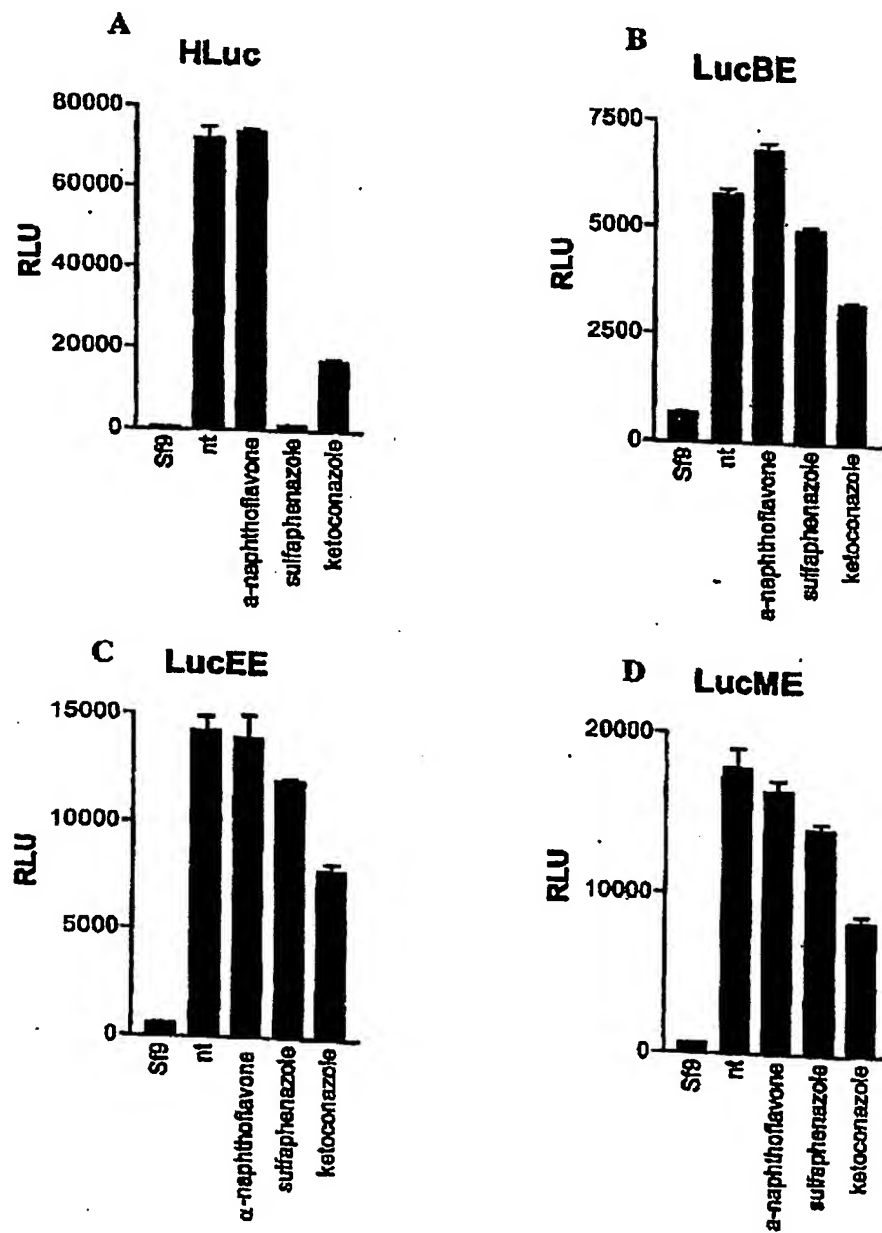 A
HLuc
RLU
80000
60000
40000
20000
0
Sf9
nt
a-naphthoflavone
sulfaphenazole
ketoconazole
B
LucBE
RLU
7500
5000
2500
0
Sf9
nt
a-naphthoflavone
sulfaphenazole
ketoconazole
C
LucEE
RLU
15000
10000
5000
0
Sf9
nt
α-naphthoflavone
sulfaphenazole
ketoconazole
D
LucME
RLU
20000
10000
0
Sf9
nt
a-naphthoflavone
sulfaphenazole
ketoconazole